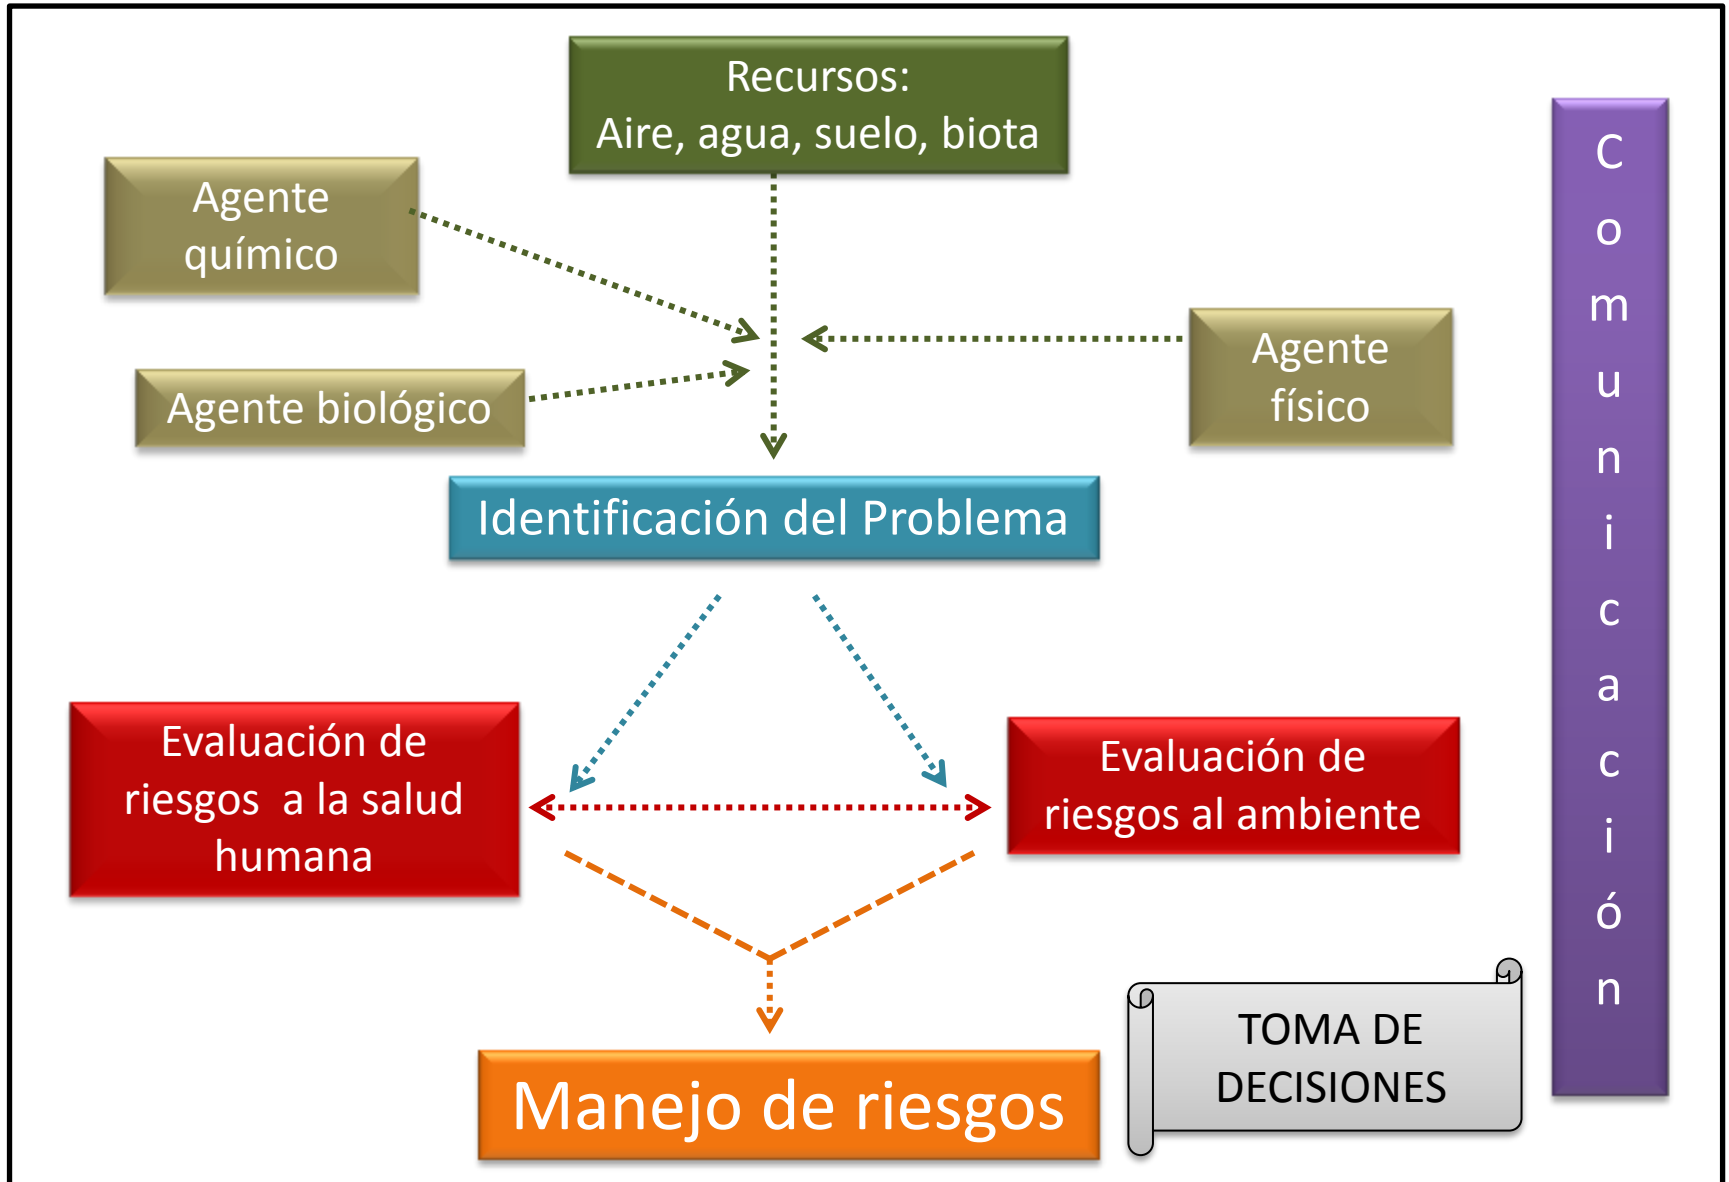 Recursos:
Aire, agua, suelo, biota
Agente
químico
Agente biológico
Agente
físico
Identificación del Problema
Evaluación de
riesgos a la salud
humana
Evaluación de
riesgos al ambiente
Manejo de riesgos
TOMA DE
DECISIONES
C
o
m
u
n
i
c
a
c
i
ó
n